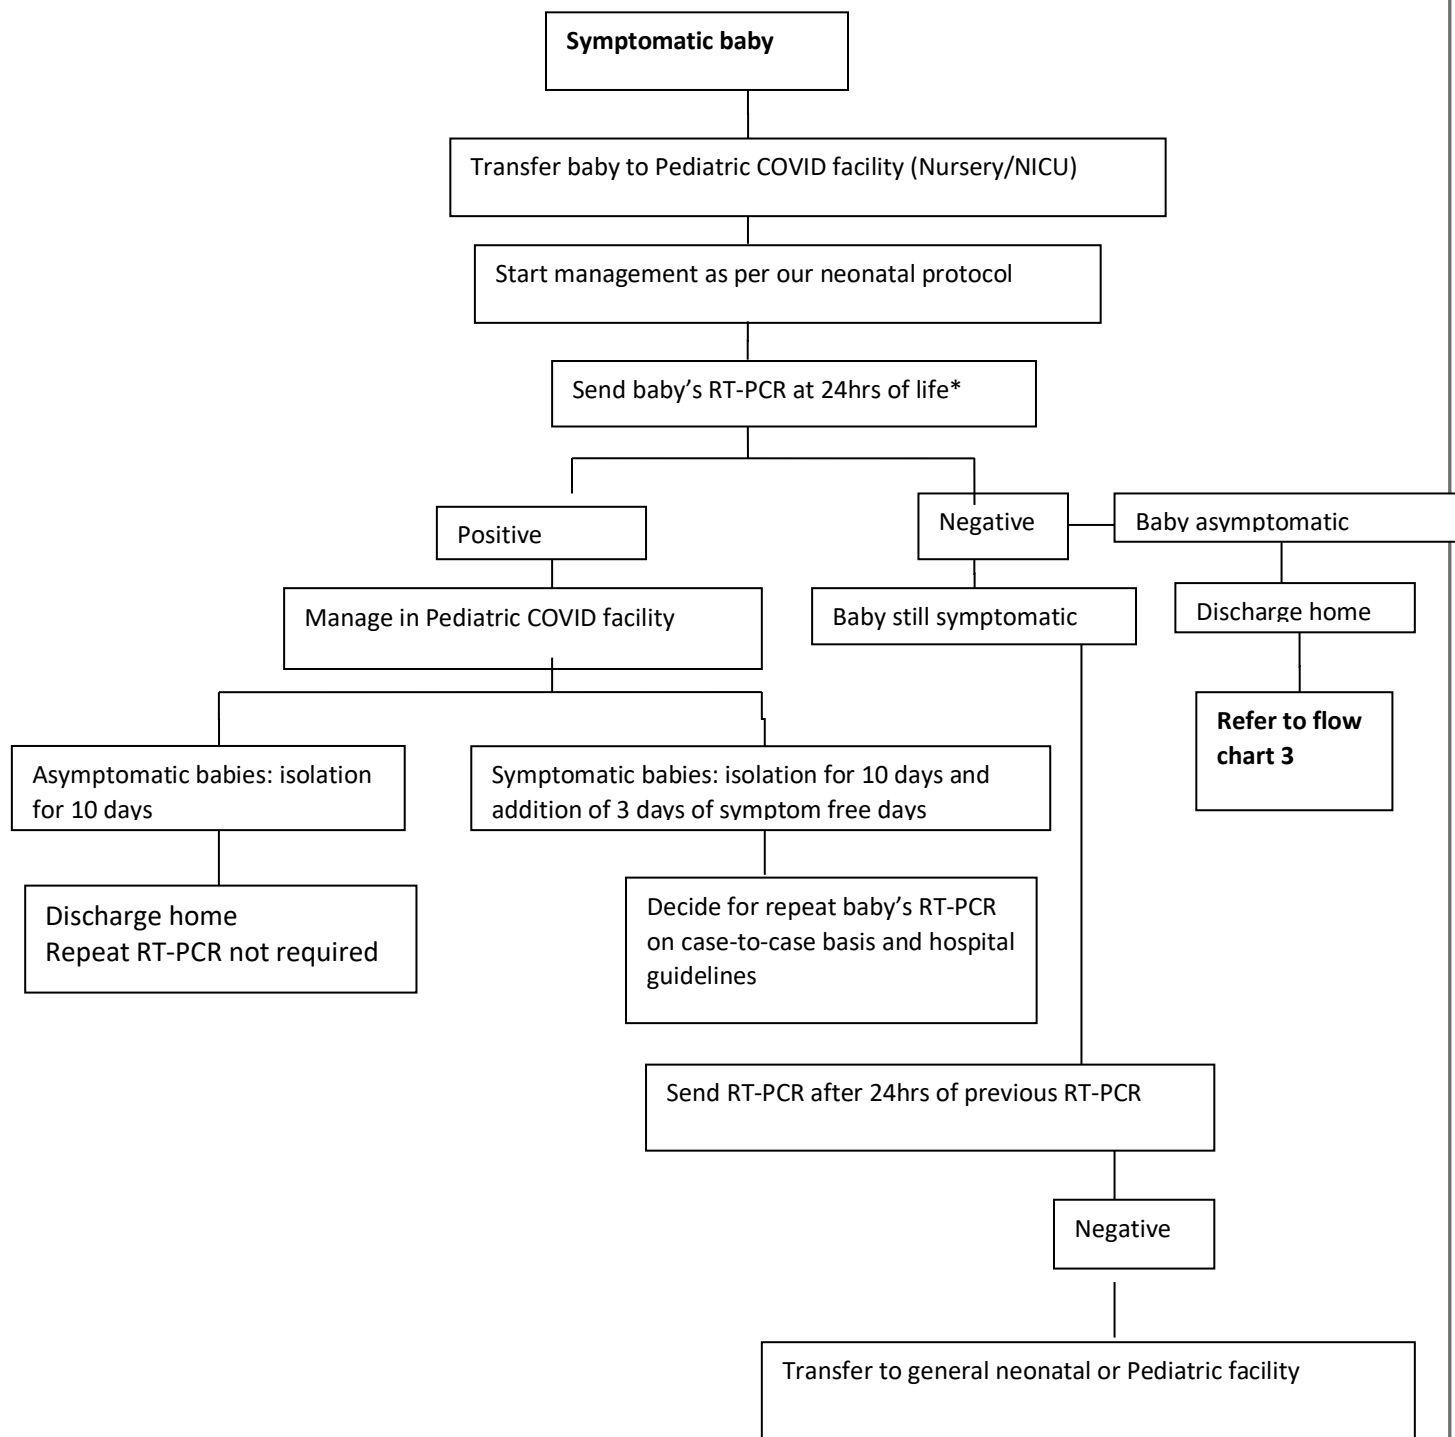 Symptomatic baby
Transfer baby to Pediatric COVID facility (Nursery/NICU)
Start management as per our neonatal protocol
Send baby’s RT-PCR at 24hrs of life*
Positive
Negative
Baby asymptomatic
Manage in Pediatric COVID facility
Baby still symptomatic
Discharge home
Refer to flow
chart 3
Asymptomatic babies: isolation
for 10 days
Symptomatic babies: isolation for 10 days and
addition of 3 days of symptom free days
Discharge home
Repeat RT-PCR not required
Decide for repeat baby’s RT-PCR
on case-to-case basis and hospital
guidelines
Send RT-PCR after 24hrs of previous RT-PCR
Negative
Transfer to general neonatal or Pediatric facility